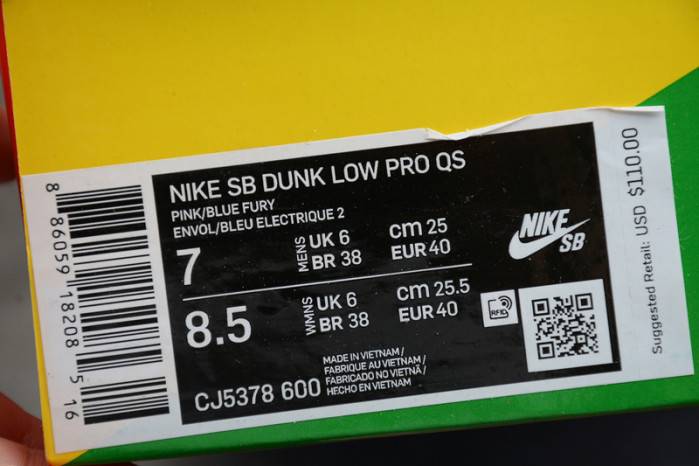 8 86059 18208 5 16
NIKE SB DUNK LOW PRO QS
PINK/BLUE FURY
ENVOL/BLEU ELECTRIQUE 2
7
MENS
UK 6
BR 38
cm 25
EUR 40
8.5
WMNS
UK 6
BR 38
cm 25.5
EUR 40
CJ5378 600
MADE IN VIETNAM /
FABRIQUE AU VIETNAM /
FABRICADO NO VIETNÃ /
HECHO EN VIETNAM /
NIKE
SB
RFID
Suggested Retail: USD $110.00